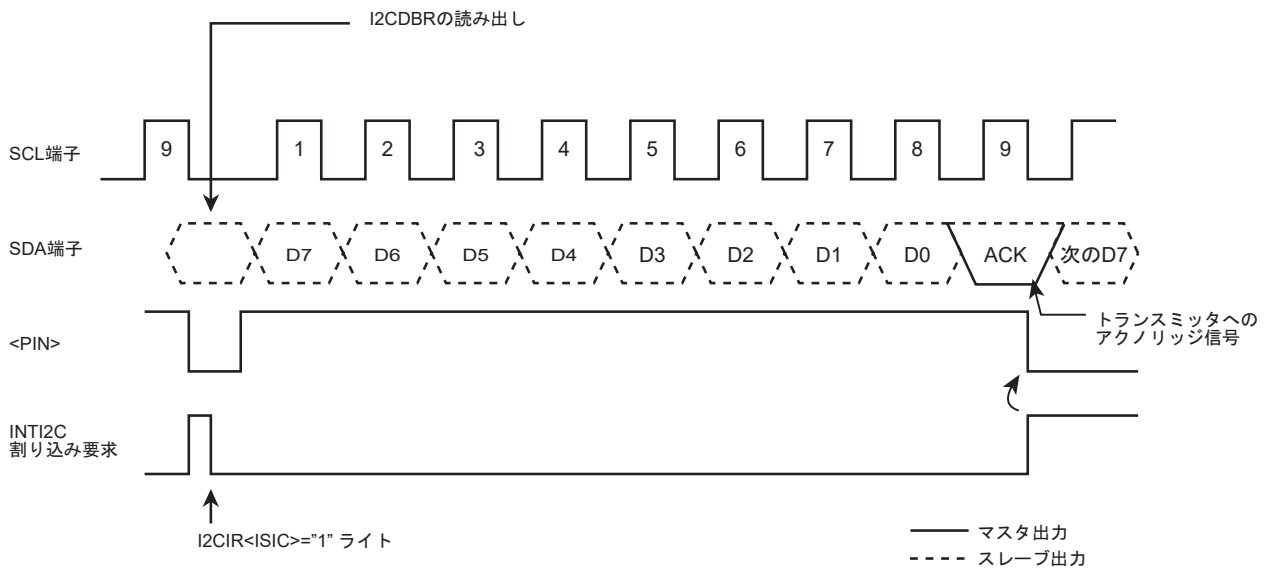 I2CDBRの読み出し
SCL端子
9
1
2
3
4
5
6
7
8
9
SDA端子
D7
D6
D5
D4
D3
D2
D1
D0
ACK
次のD7
<PIN>
トランスミッタへの
アクノリッジ信号
INTI2C
割り込み要求
I2CIR<ISIC>="1" ライト
マスタ出力
スレーブ出力